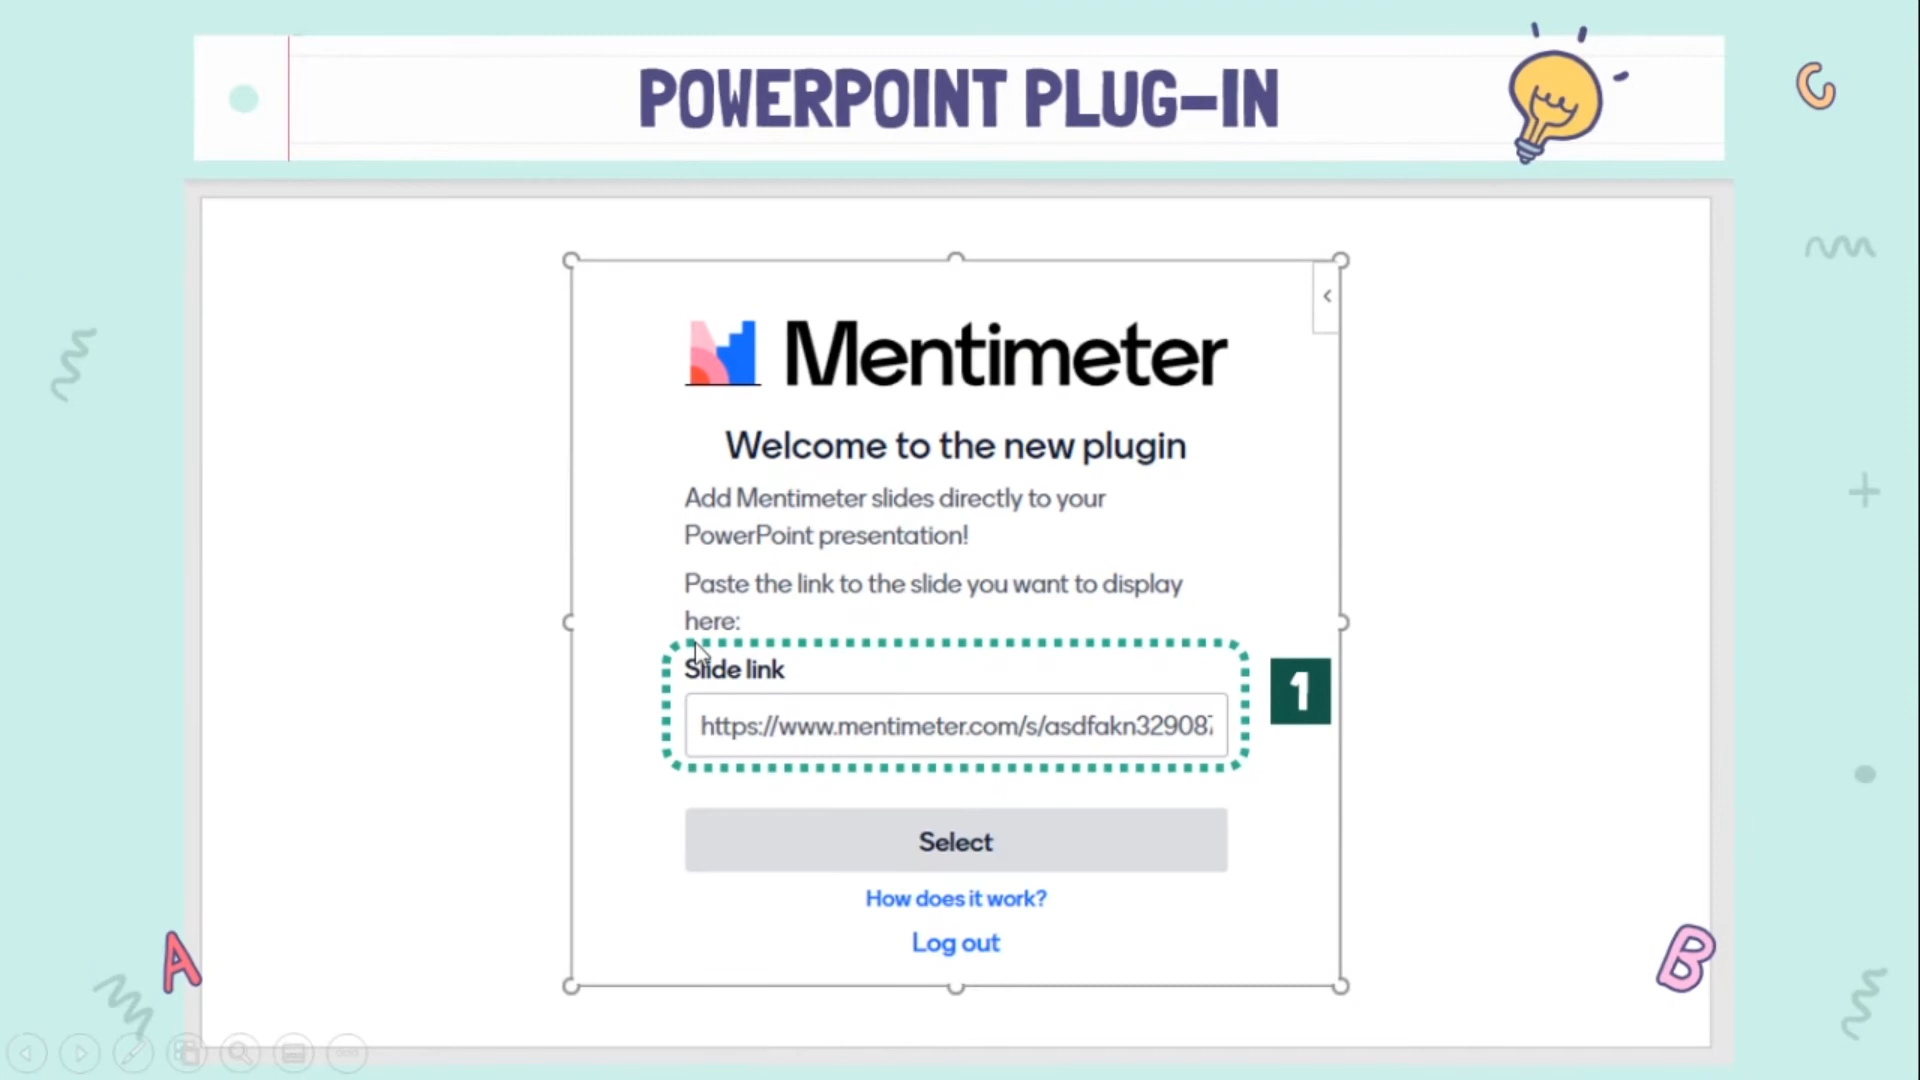 POWERPOINT PLUG-IN
C
Mentimeter
Welcome to the new plugin
Add Mentimeter slides directly to your
PowerPoint presentation!
Paste the link to the slide you want to display
here:
Slide link
https://www.mentimeter.com/s/asdfakn32908
1
Select
How does it work?
Log out
A
B